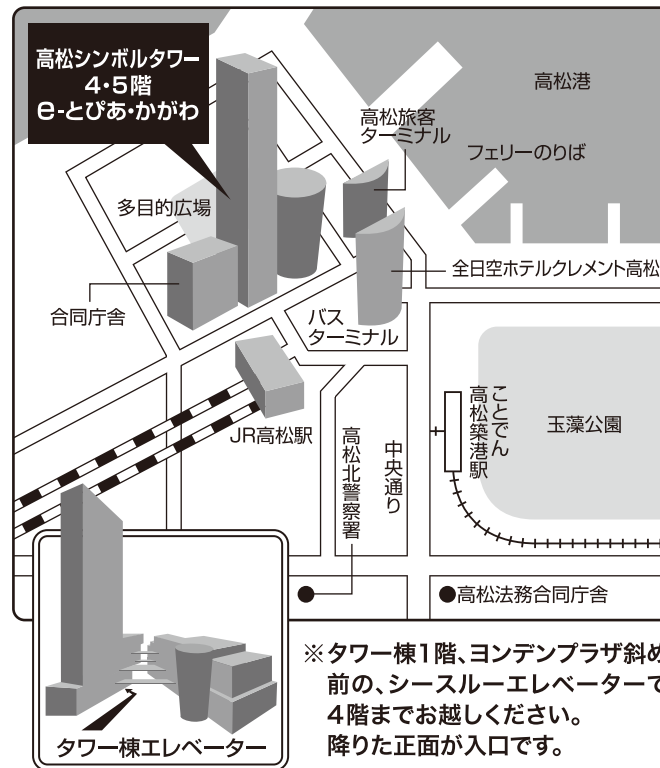 高松シンボルタワー
4・5階
e-とぴあ・かがわ
高松港
高松旅客
ターミナル
フェリーのりば
多目的広場
全日空ホテルクレメント高松
合同庁舎
バス
ターミナル
JR高松駅
高松北警察署
中央通り
ことでん
高松築港駅
玉藻公園
高松法務合同庁舎
タワー棟エレベーター
※タワー棟1階、ヨンデンプラザ斜め
前の、シースルーエレベーターで
4階までお越しください。
降りた正面が入口です。